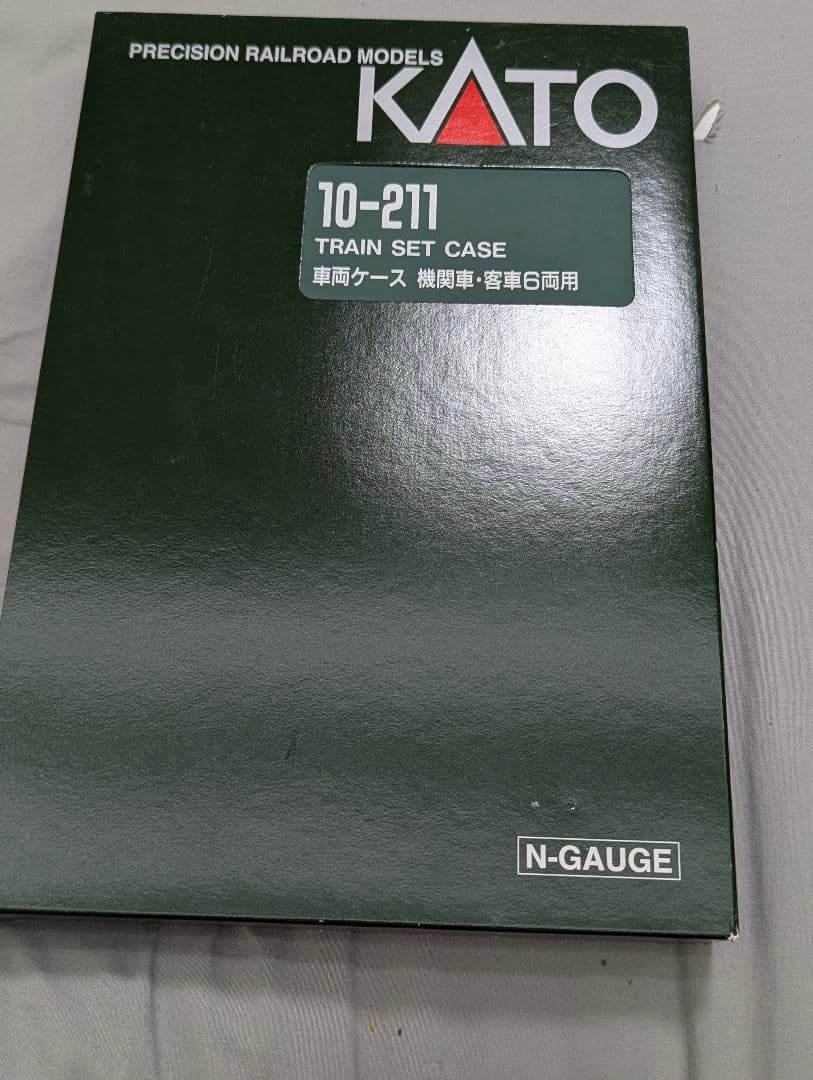 PRECISION RAILROAD MODELS
KATO
10-211
TRAIN SET CASE
車両ケース 機関車・客車6両用
N-GAUGE